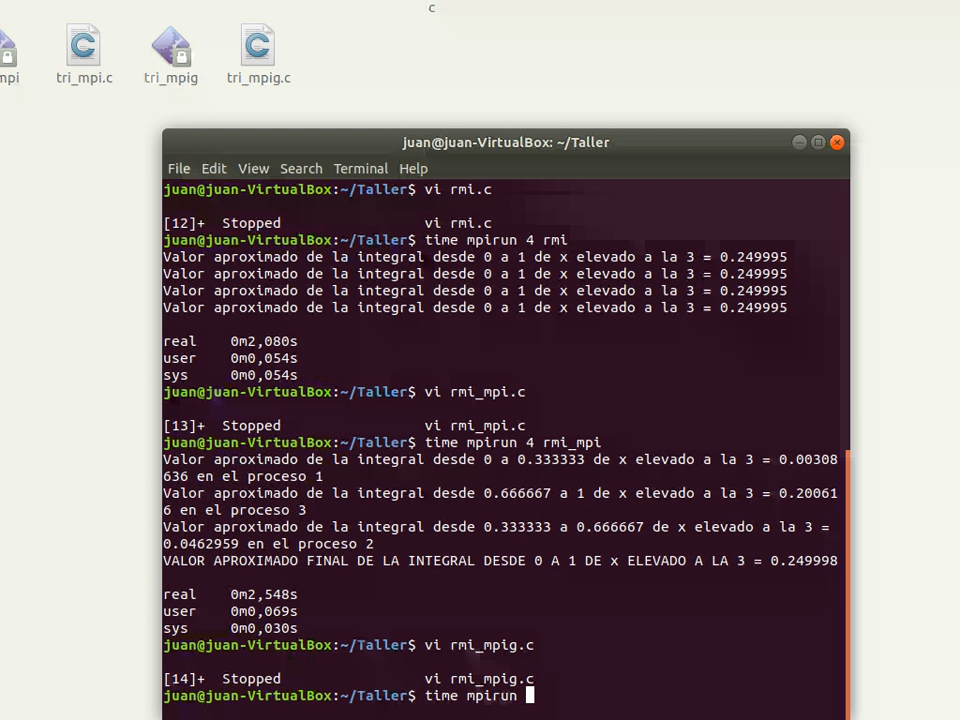 c
mpi
tri_mpi.c
tri_mpig
tri_mpig.c
juan@juan-VirtualBox: ~/Taller
File Edit View Search Terminal Help
juan@juan-VirtualBox:~/Taller$ vi rmi.c
[12]+ Stopped vi rmi.c
juan@juan-VirtualBox:~/Taller$ time mpirun 4 rmi
Valor aproximado de la integral desde 0 a 1 de x elevado a la 3 = 0.249995
Valor aproximado de la integral desde 0 a 1 de x elevado a la 3 = 0.249995
Valor aproximado de la integral desde 0 a 1 de x elevado a la 3 = 0.249995
Valor aproximado de la integral desde 0 a 1 de x elevado a la 3 = 0.249995
real 0m2,080s
user 0m0,054s
sys 0m0,054s
juan@juan-VirtualBox:~/Taller$ vi rmi_mpi.c
[13]+ Stopped vi rmi_mpi.c
juan@juan-VirtualBox:~/Taller$ time mpirun 4 rmi_mpi
Valor aproximado de la integral desde 0 a 0.333333 de x elevado a la 3 = 0.00308
636 en el proceso 1
Valor aproximado de la integral desde 0.666667 a 1 de x elevado a la 3 = 0.20061
6 en el proceso 3
Valor aproximado de la integral desde 0.333333 a 0.666667 de x elevado a la 3 =
0.0462959 en el proceso 2
VALOR APROXIMADO FINAL DE LA INTEGRAL DESDE 0 A 1 DE x ELEVADO A LA 3 = 0.249998
real 0m2,548s
user 0m0,069s
sys 0m0,030s
juan@juan-VirtualBox:~/Taller$ vi rmi_mpig.c
[14]+ Stopped vi rmi_mpig.c
juan@juan-VirtualBox:~/Taller$ time mpirun